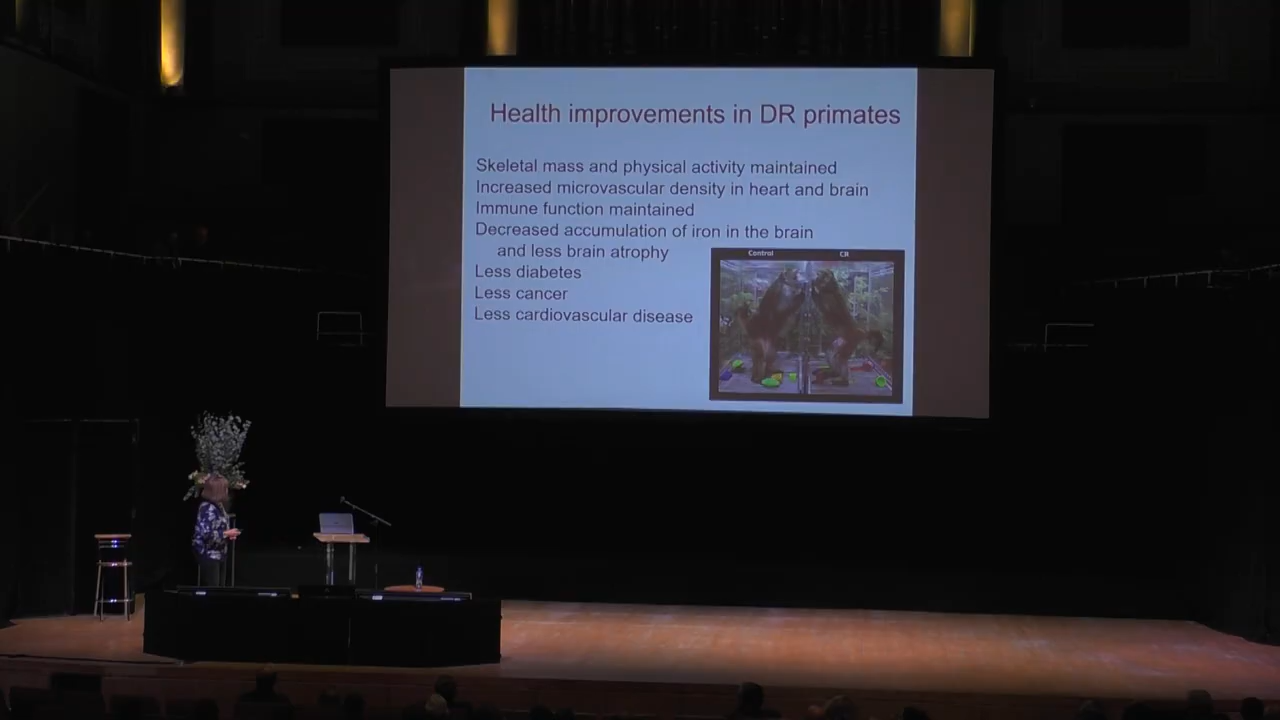 Health improvements in DR primates
Skeletal mass and physical activity maintained
Increased microvascular density in heart and brain
Immune function maintained
Decreased accumulation of iron in the brain
and less brain atrophy
Less diabetes
Less cancer
Less cardiovascular disease
Control CR